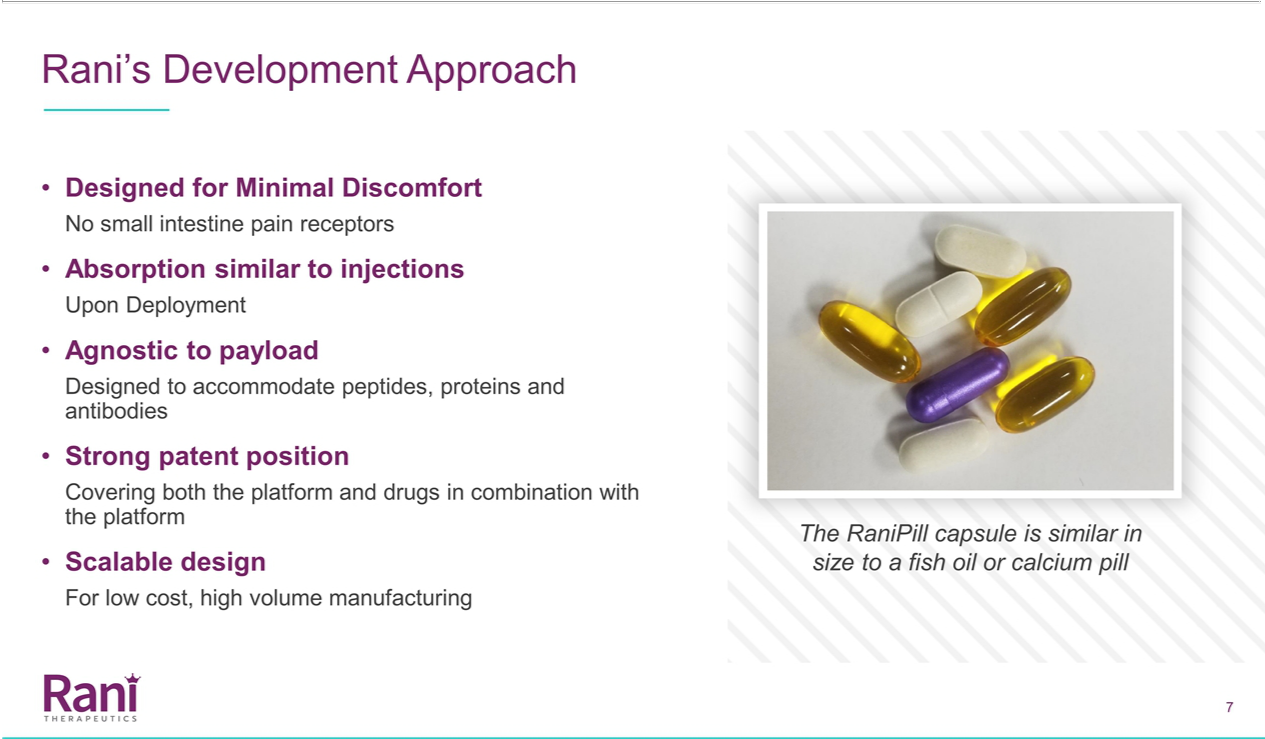 Rani’s Development Approach
• Designed for Minimal Discomfort
No small intestine pain receptors
• Absorption similar to injections
Upon Deployment
• Agnostic to payload
Designed to accommodate peptides, proteins and
antibodies
• Strong patent position
Covering both the platform and drugs in combination with
the platform
• Scalable design
For low cost, high volume manufacturing
The RaniPill capsule is similar in
size to a fish oil or calcium pill
Rani
THERAPEUTICS
7